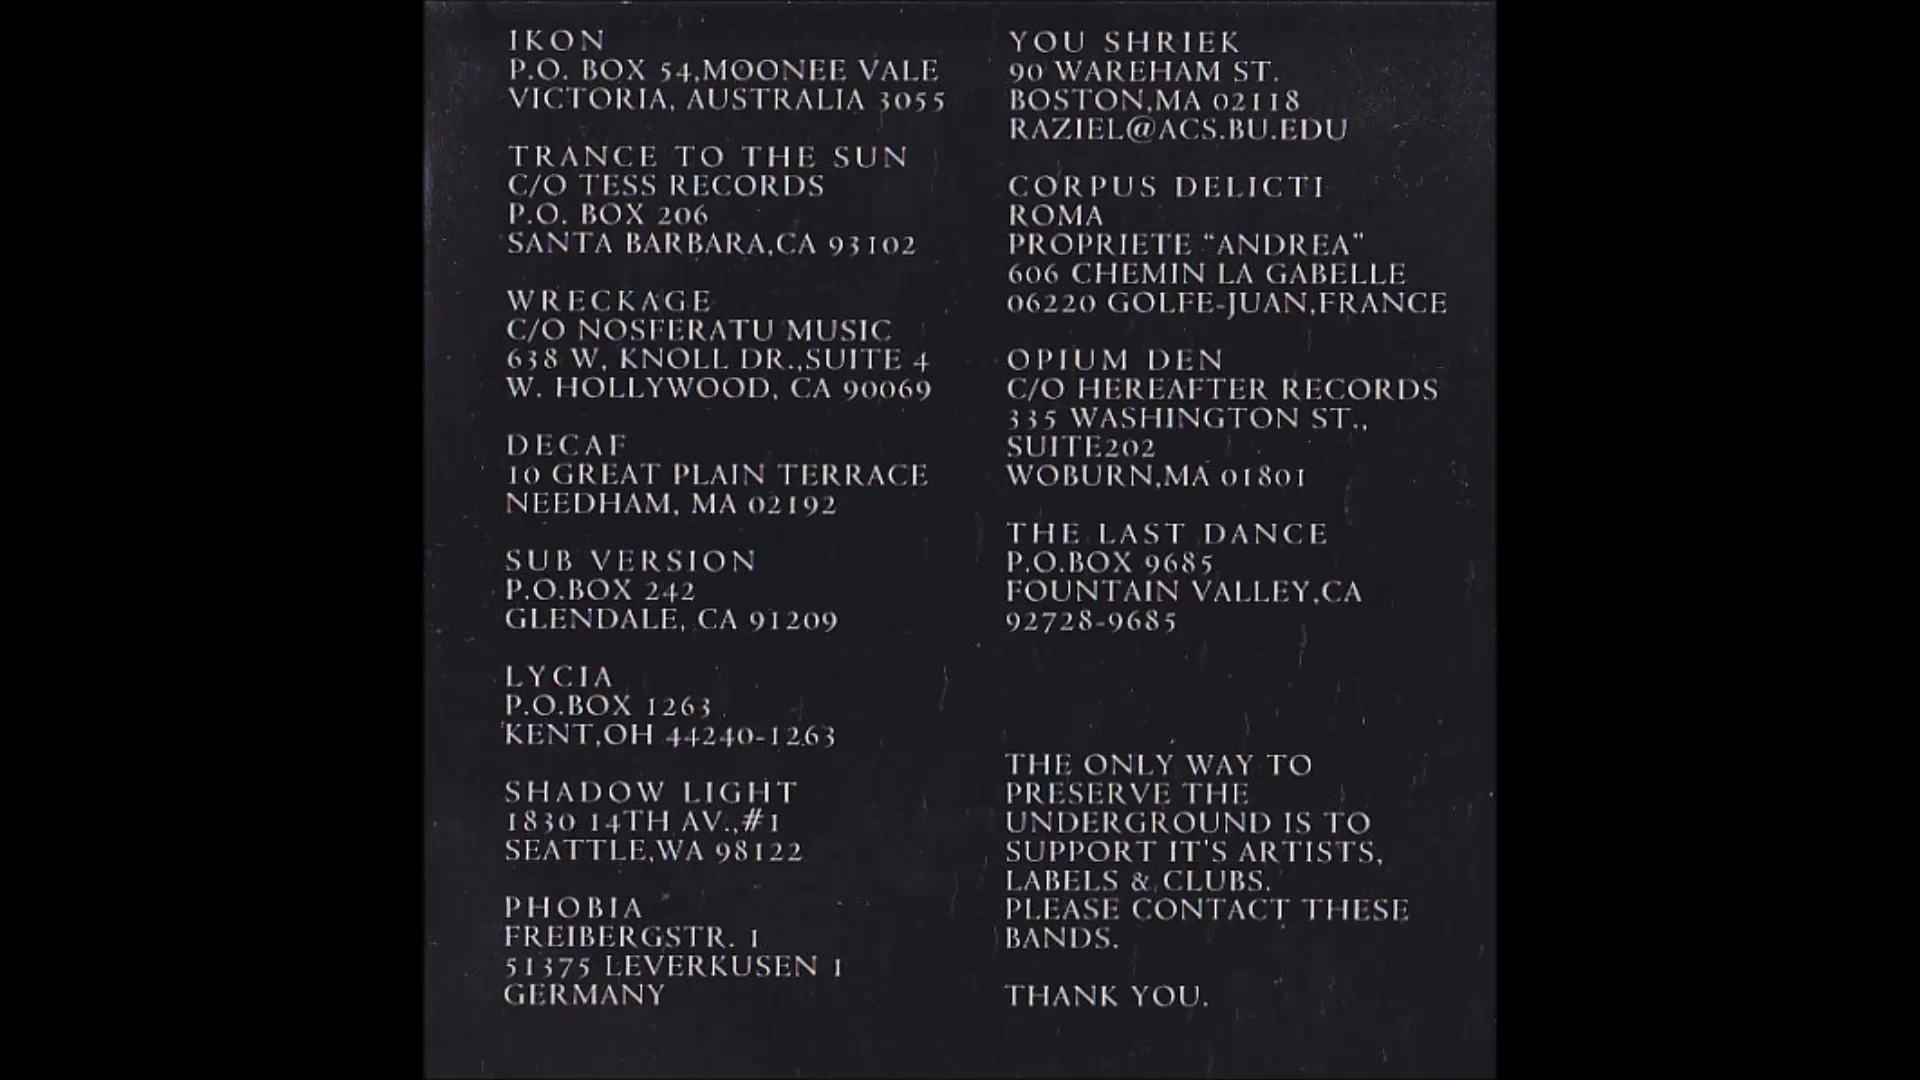 IKON
P.O. BOX 54,MOONEE VALE
VICTORIA, AUSTRALIA 3055
TRANCE TO THE SUN
C/O TESS RECORDS
P.O. BOX 206
SANTA BARBARA,CA 93102
WRECKAGE
C/O NOSFERATU MUSIC
638 W. KNOLL DR.,SUITE 4
W. HOLLYWOOD, CA 90069
DECAF
10 GREAT PLAIN TERRACE
NEEDHAM, MA 02192
SUB VERSION
P.O.BOX 242
GLENDALE, CA 91209
LYCIA
P.O.BOX 1263
KENT,OH 44240-1263
SHADOW LIGHT
1830 14TH AV.,#1
SEATTLE,WA 98122
PHOBIA
FREIBERGSTR. 1
51375 LEVERKUSEN 1
GERMANY
YOU SHRIEK
90 WAREHAM ST.
BOSTON,MA 02118
RAZIEL@ACS.BU.EDU
CORPUS DELICTI
ROMA
PROPRIETE “ANDREA”
606 CHEMIN LA GABELLE
06220 GOLFE-JUAN,FRANCE
OPIUM DEN
C/O HEREAFTER RECORDS
335 WASHINGTON ST.,
SUITE202
WOBURN,MA 01801
THE LAST DANCE
P.O.BOX 9685
FOUNTAIN VALLEY,CA
92728-9685
THE ONLY WAY TO
PRESERVE THE
UNDERGROUND IS TO
SUPPORT IT'S ARTISTS,
LABELS & CLUBS.
PLEASE CONTACT THESE
BANDS.
THANK YOU.